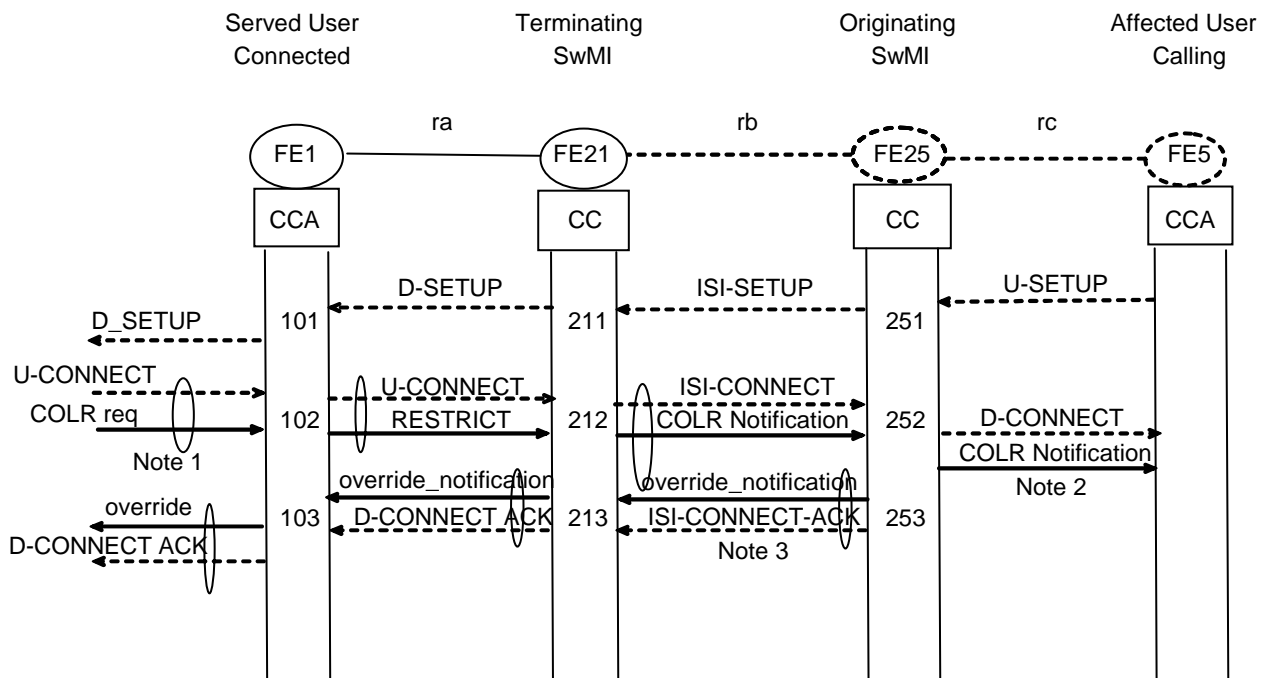 Served User
Connected
Terminating
SwMI
Originating
SwMI
Affected User
Calling
ra
rb
rc
FE1
FE21
FE25
FE5
CCA
CC
CC
CCA
D-SETUP
ISI-SETUP
U-SETUP
D_SETUP
101
211
251
U-CONNECT
U-CONNECT
ISI-CONNECT
COLR req
102
RESTRICT
212
COLR Notification
252
D-CONNECT
Note 1
COLR Notification
Note 2
override_notification
override_notification
override
103
D-CONNECT ACK
213
ISI-CONNECT-ACK
253
D-CONNECT ACK
Note 3